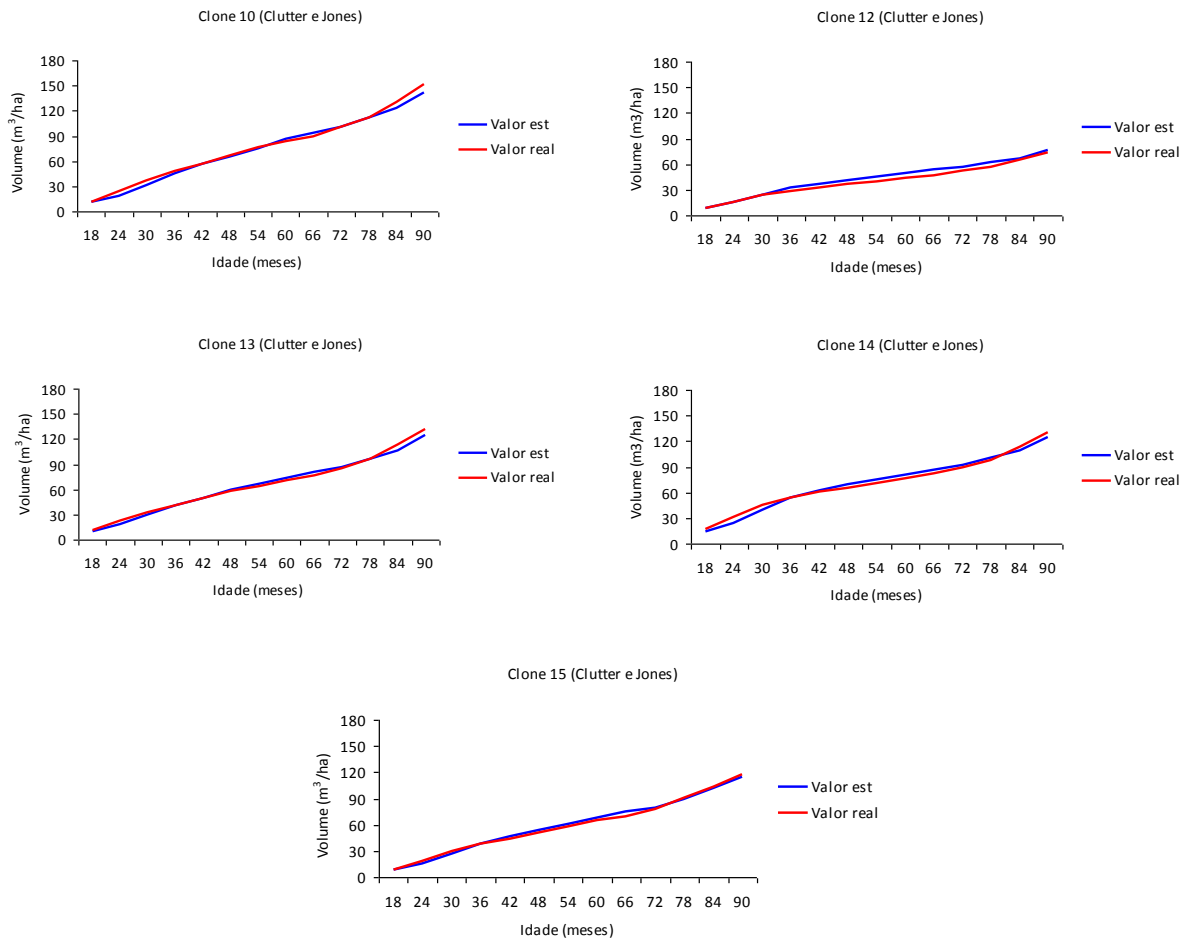 Clone 10 (Clutter e Jones)
Volume (m³/ha)
180
150
120
90
60
30
0
18 24 30 36 42 48 54 60 66 72 78 84 90
Idade (meses)
Valor est
Valor real
Clone 12 (Clutter e Jones)
Volume (m3/ha)
180
150
120
90
60
30
0
18 24 30 36 42 48 54 60 66 72 78 84 90
Idade (meses)
Valor est
Valor real
Clone 13 (Clutter e Jones)
Volume (m³/ha)
180
150
120
90
60
30
0
18 24 30 36 42 48 54 60 66 72 78 84 90
Idade (meses)
Valor est
Valor real
Clone 14 (Clutter e Jones)
Volume (m3/ha)
180
150
120
90
60
30
0
18 24 30 36 42 48 54 60 66 72 78 84 90
Idade (meses)
Valor est
Valor real
Clone 15 (Clutter e Jones)
Volume (m³/ha)
180
150
120
90
60
30
0
18 24 30 36 42 48 54 60 66 72 78 84 90
Idade (meses)
Valor est
Valor real